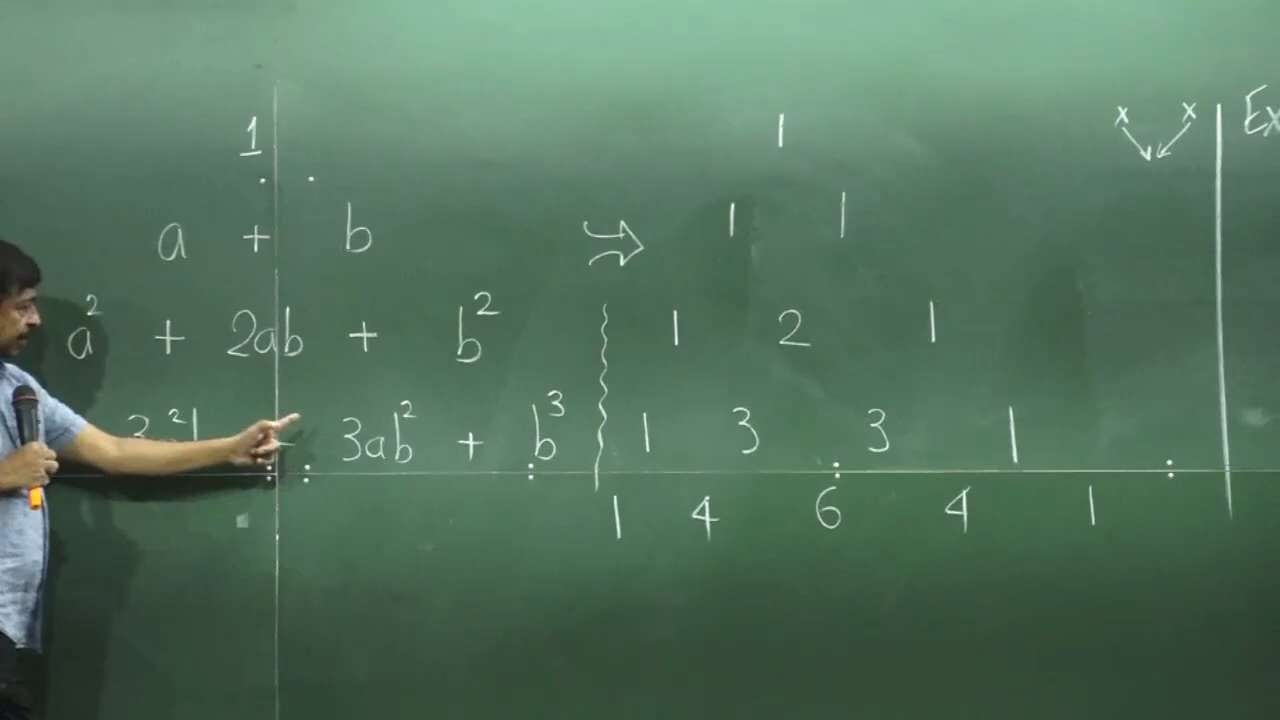 1 1
x x
Ex
a + b ⇒ 1 1
a² + 2ab + b² 1 2 1
3ab² + b³ 1 3 3 1
1 4 6 4 1